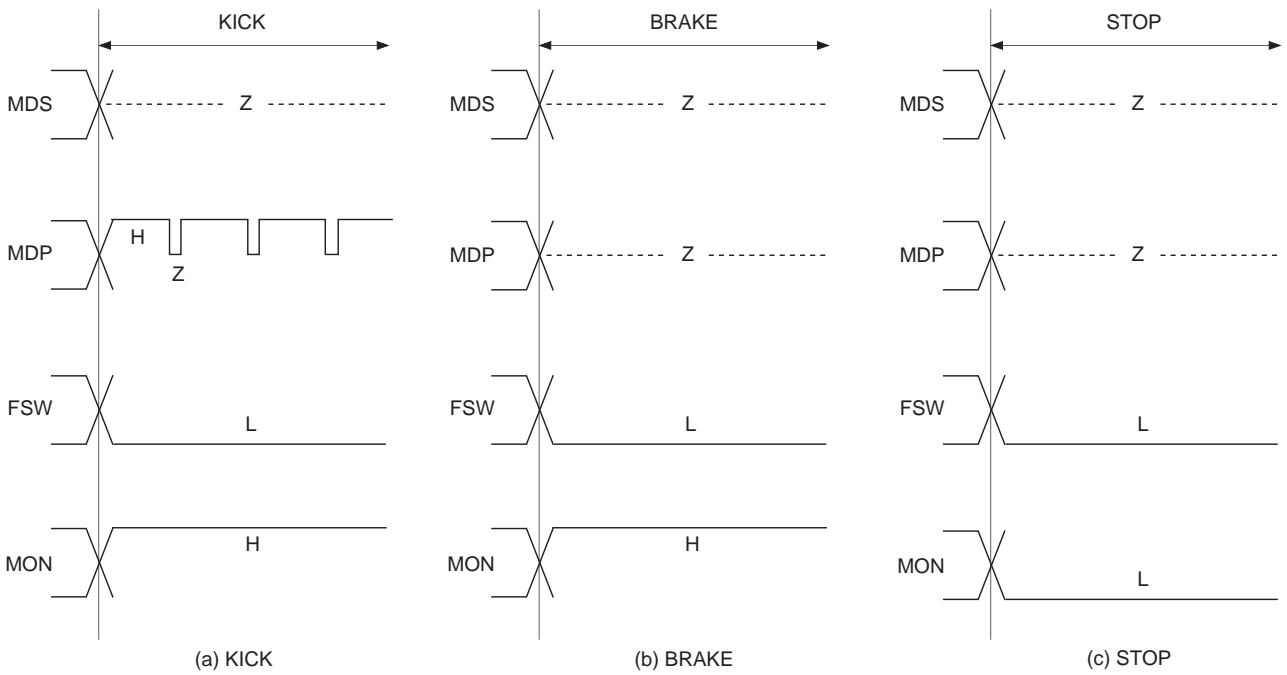 KICK
MDS
Z
MDP
H
Z
FSW
L
MON
H
(a) KICK
BRAKE
MDS
Z
MDP
Z
FSW
L
MON
H
(b) BRAKE
STOP
MDS
Z
MDP
Z
FSW
L
MON
L
(c) STOP